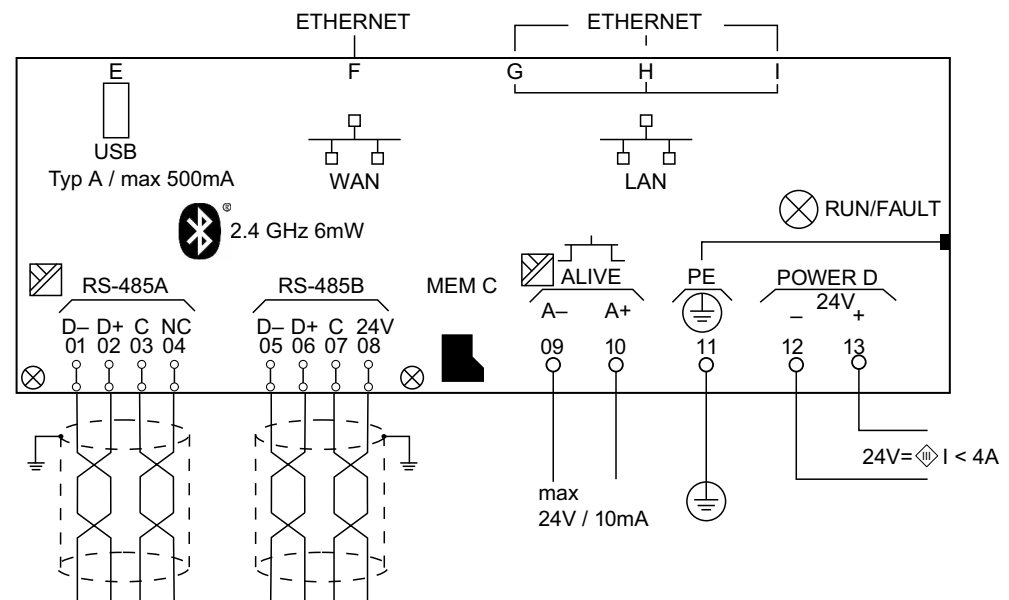 ETHERNET ETHERNET
E F G H I
USB
Typ A / max 500mA
WAN LAN
® 2.4 GHz 6mW
RUN/FAULT
RS-485A RS-485B MEM C ALIVE PE POWER D
24V
D– D+ C NC D– D+ C 24V A– A+ – +
01 02 03 04 05 06 07 08 09 10 11 12 13
24V= III I < 4A
max
24V / 10mA